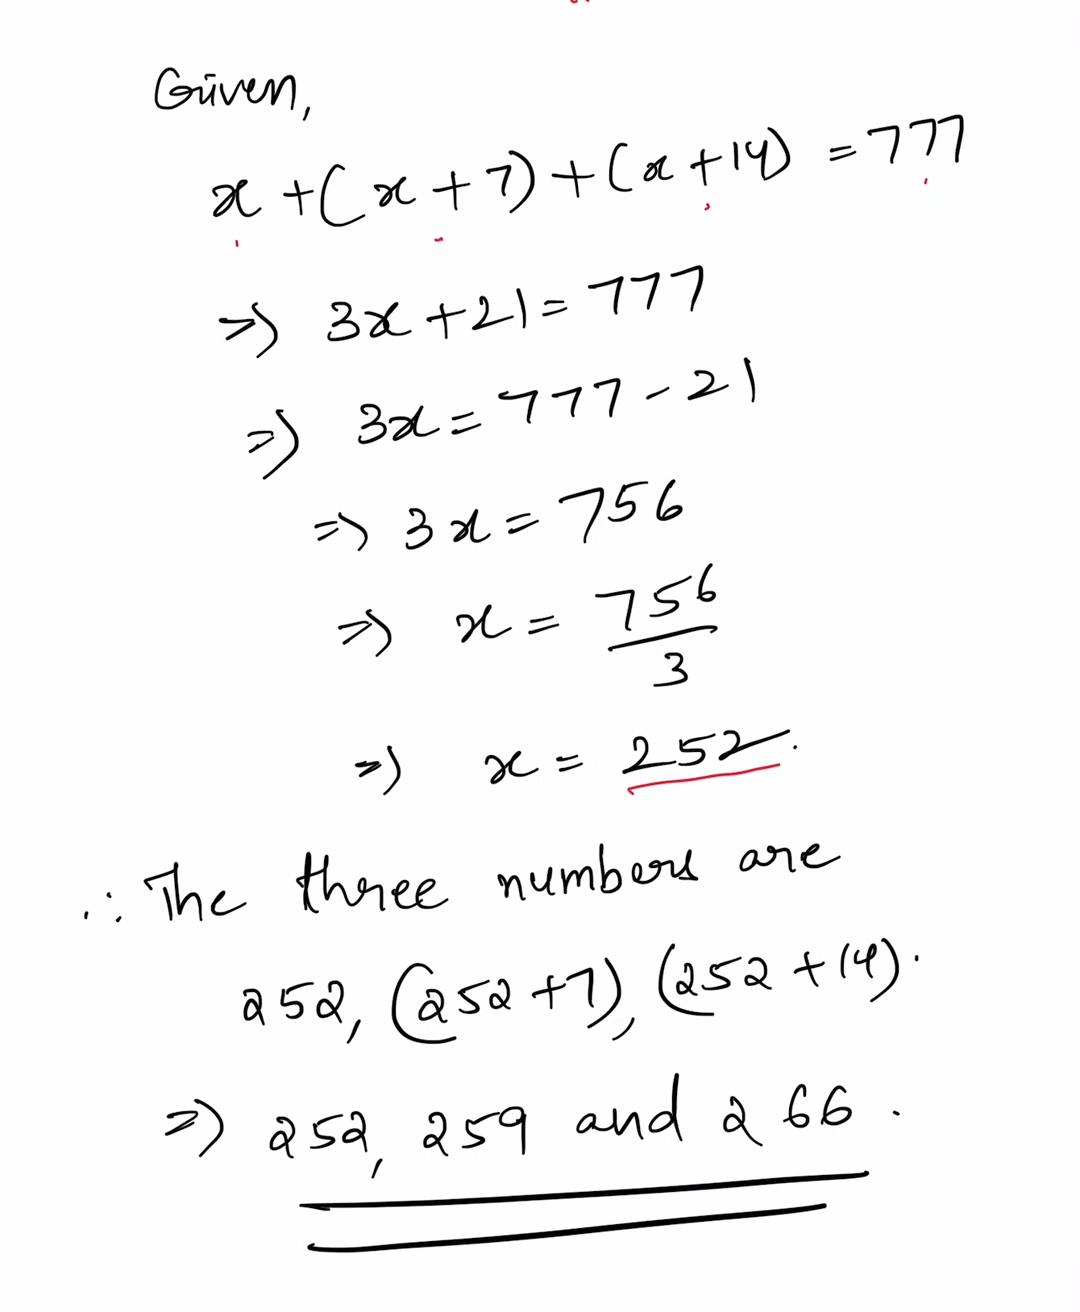 Given,
x + (x + 7) + (x + 14) = 777
=> 3x + 21 = 777
=> 3x = 777 - 21
=> 3x = 756
=> x = 756/3
=> x = 252.
∴ The three numbers are
252, (252 + 7), (252 + 14).
=> 252, 259 and 266.